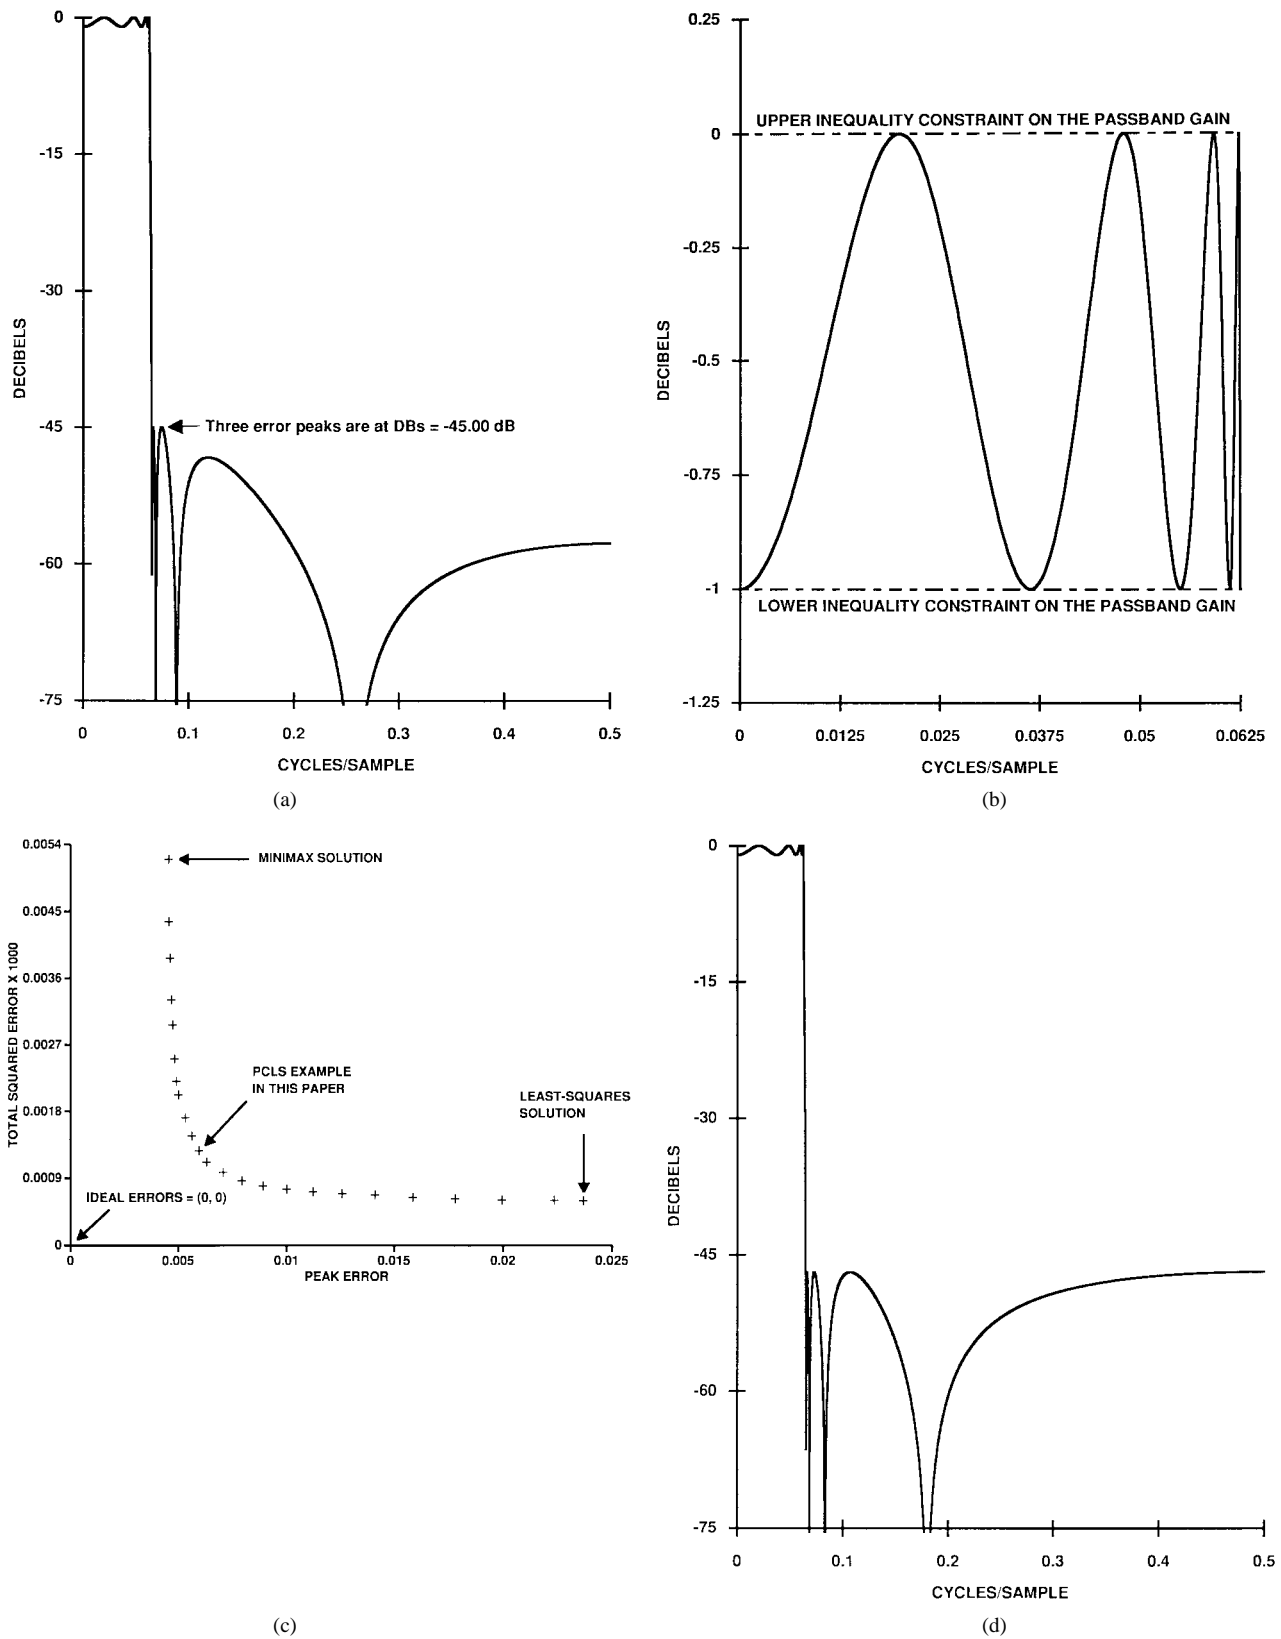 0
-15
-30
-45
-60
-75
DECIBELS
Three error peaks are at DBs = -45.00 dB
0 0.1 0.2 0.3 0.4 0.5
CYCLES/SAMPLE
(a)
0.25
0
-0.25
-0.5
-0.75
-1
-1.25
DECIBELS
UPPER INEQUALITY CONSTRAINT ON THE PASSBAND GAIN
LOWER INEQUALITY CONSTRAINT ON THE PASSBAND GAIN
0 0.0125 0.025 0.0375 0.05 0.0625
CYCLES/SAMPLE
(b)
0.0054
0.0045
0.0036
0.0027
0.0018
0.0009
0
TOTAL SQUARED ERROR X 1000
MINIMAX SOLUTION
PCLS EXAMPLE
IN THIS PAPER
LEAST-SQUARES
SOLUTION
IDEAL ERRORS = (0, 0)
0 0.005 0.01 0.015 0.02 0.025
PEAK ERROR
(c)
0
-15
-30
-45
-60
-75
DECIBELS
0 0.1 0.2 0.3 0.4 0.5
CYCLES/SAMPLE
(d)